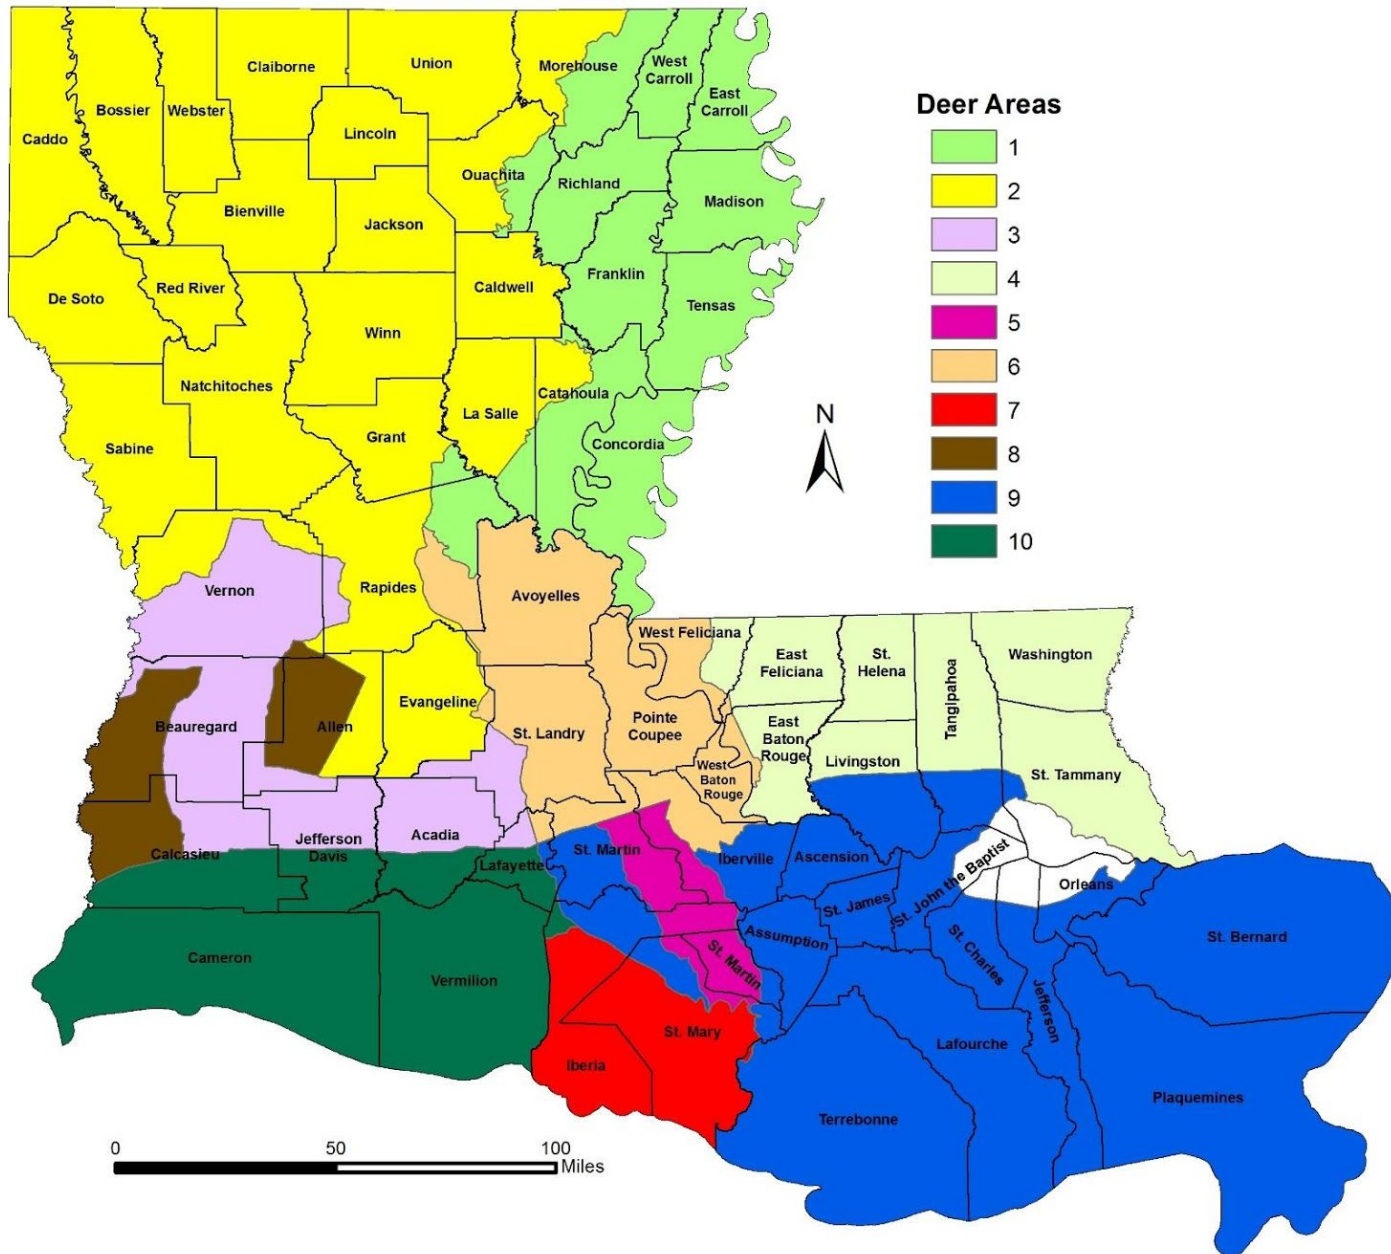 Claiborne
Union
Morehouse
West
Carroll
East
Carroll
Caddo
Bossier
Webster
Lincoln
Ouachita
Richland
Madison
Bienville
Jackson
Franklin
De Soto
Red River
Caldwell
Tensas
Winn
Natchitoches
Catahoula
La Salle
Sabine
Grant
Concordia
Vernon
Rapides
Avoyelles
West Feliciana
East
Feliciana
St.
Helena
Tangipahoa
Washington
Beauregard
Allen
Evangeline
St. Landry
Pointe
Coupee
East
Baton
Rouge
Livingston
St. Tammany
West
Baton
Rouge
Calcasieu
Jefferson
Davis
Acadia
Lafayette
St. Martin
Iberville
Ascension
St. John the Baptist
Orleans
St. James
Assumption
St. Charles
St. Bernard
Cameron
Vermilion
St. Martin
St. Mary
Iberia
Jefferson
Lafourche
Terrebonne
Plaquemines
Deer Areas
1
2
3
4
5
6
7
8
9
10
N
0 50 100
Miles